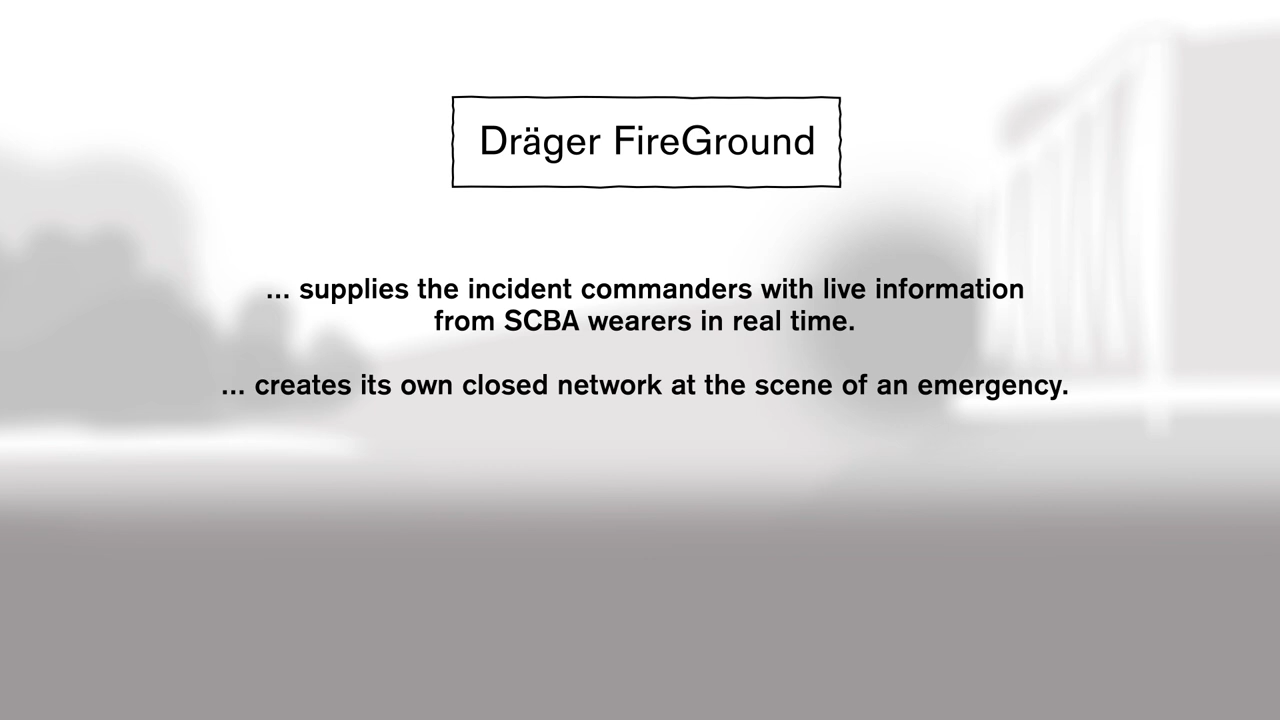 Dräger FireGround
... supplies the incident commanders with live information
from SCBA wearers in real time.
... creates its own closed network at the scene of an emergency.